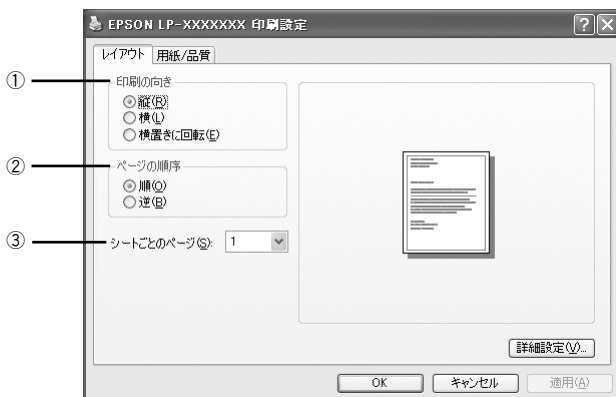 EPSON LP-XXXXXXX 印刷設定
レイアウト 用紙/品質
① 印刷の向き
縦(R)
横(L)
横置きに回転(E)
② ページの順序
順(O)
逆(B)
③ シートごとのページ(S): 1
詳細設定(V)...
OK キャンセル 適用(A)